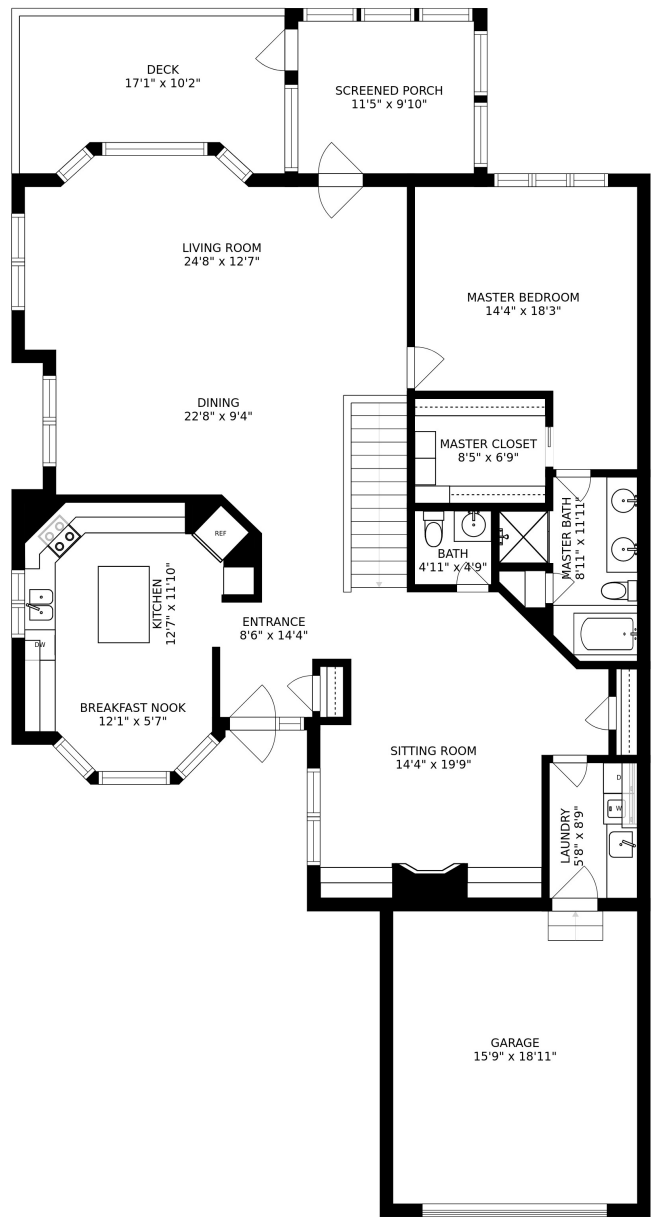 DECK
17'1" x 10'2"
SCREENED PORCH
11'5" x 9'10"
LIVING ROOM
24'8" x 12'7"
MASTER BEDROOM
14'4" x 18'3"
DINING
22'8" x 9'4"
MASTER CLOSET
8'5" x 6'9"
REF
BATH
4'11" x 4'9"
MASTER BATH
8'11" x 11'11"
KITCHEN
12'7" x 11'10"
DW
ENTRANCE
8'6" x 14'4"
BREAKFAST NOOK
12'1" x 5'7"
SITTING ROOM
14'4" x 19'9"
D
W
LAUNDRY
5'8" x 8'9"
GARAGE
15'9" x 18'11"